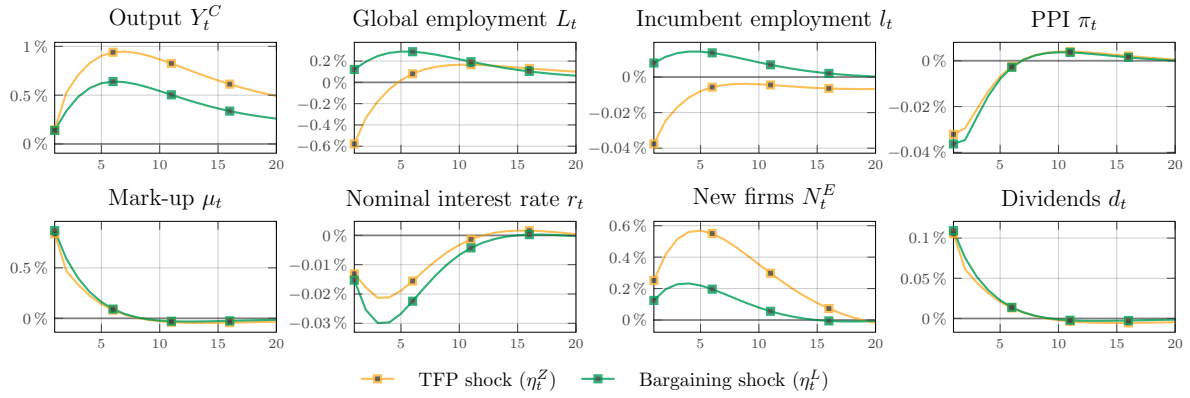 Output Y_t^C
Global employment L_t
Incumbent employment l_t
PPI π_t
1 %
0.5 %
0 %
5 10 15 20
0.2 %
0 %
−0.2 %
−0.4 %
−0.6 %
5 10 15 20
0 %
−0.02 %
−0.04 %
5 10 15 20
0 %
−0.02 %
−0.04 %
5 10 15 20
Mark-up μ_t
Nominal interest rate r_t
New firms N_t^E
Dividends d_t
0.5 %
0 %
5 10 15 20
0 %
−0.01 %
−0.02 %
−0.03 %
5 10 15 20
0.6 %
0.4 %
0.2 %
0 %
5 10 15 20
0.1 %
0.05 %
0 %
5 10 15 20
TFP shock (η_t^Z)
Bargaining shock (η_t^L)